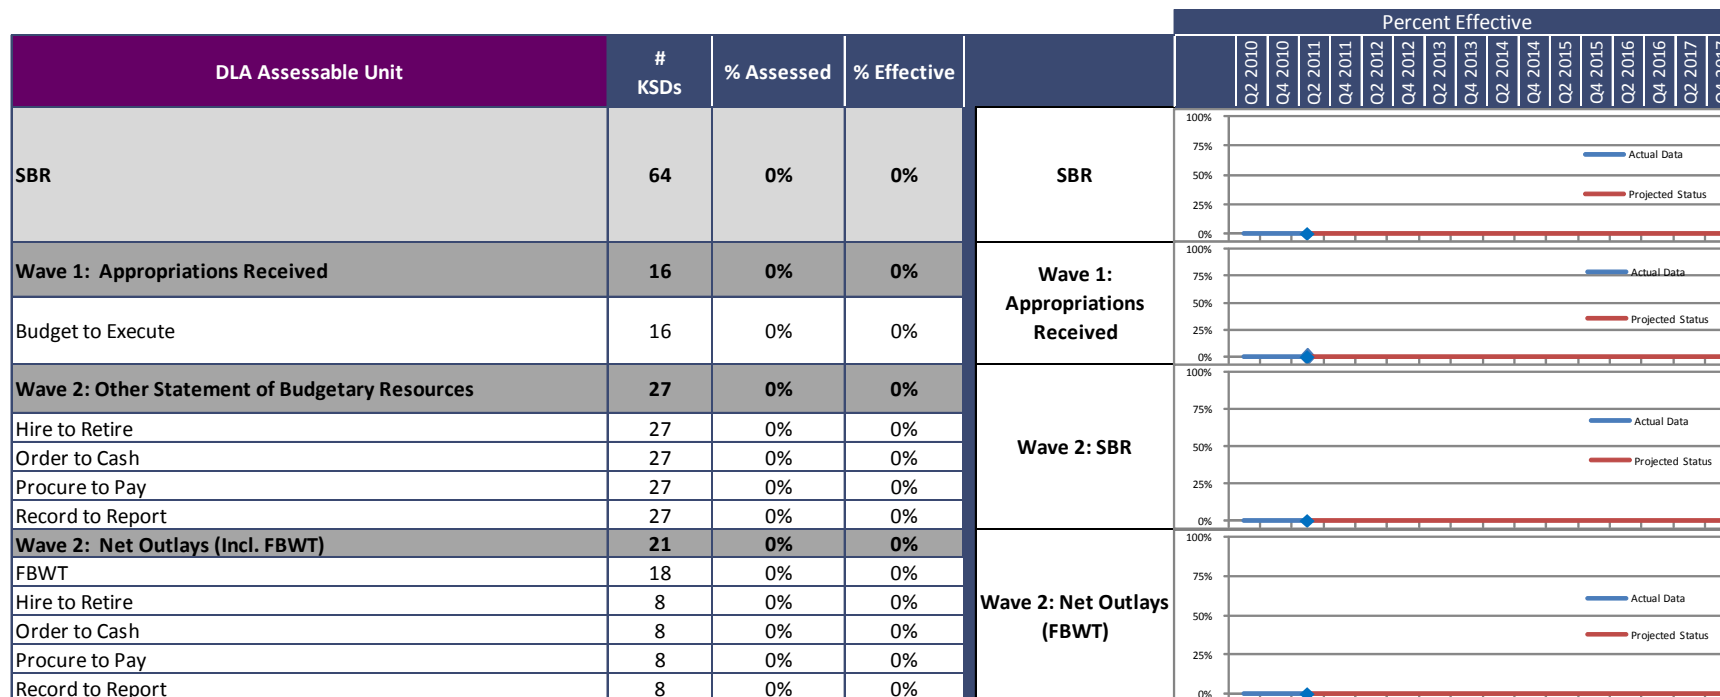 Percent Effective
DLA Assessable Unit
#
KSDs
% Assessed
% Effective
Q2 2010
Q4 2010
Q2 2011
Q4 2011
Q2 2012
Q4 2012
Q2 2013
Q4 2013
Q2 2014
Q4 2014
Q2 2015
Q4 2015
Q2 2016
Q4 2016
Q2 2017
Q4 2017
SBR 64 0% 0%
SBR
100%
75%
50%
25%
0%
Actual Data
Projected Status
Wave 1: Appropriations Received 16 0% 0%
Budget to Execute 16 0% 0%
Wave 1:
Appropriations
Received
100%
75%
50%
25%
0%
Actual Data
Projected Status
Wave 2: Other Statement of Budgetary Resources 27 0% 0%
Hire to Retire 27 0% 0%
Order to Cash 27 0% 0%
Procure to Pay 27 0% 0%
Record to Report 27 0% 0%
Wave 2: SBR
100%
75%
50%
25%
0%
Actual Data
Projected Status
Wave 2: Net Outlays (Incl. FBWT) 21 0% 0%
FBWT 18 0% 0%
Hire to Retire 8 0% 0%
Order to Cash 8 0% 0%
Procure to Pay 8 0% 0%
Record to Report 8 0% 0%
Wave 2: Net Outlays
(FBWT)
100%
75%
50%
25%
0%
Actual Data
Projected Status